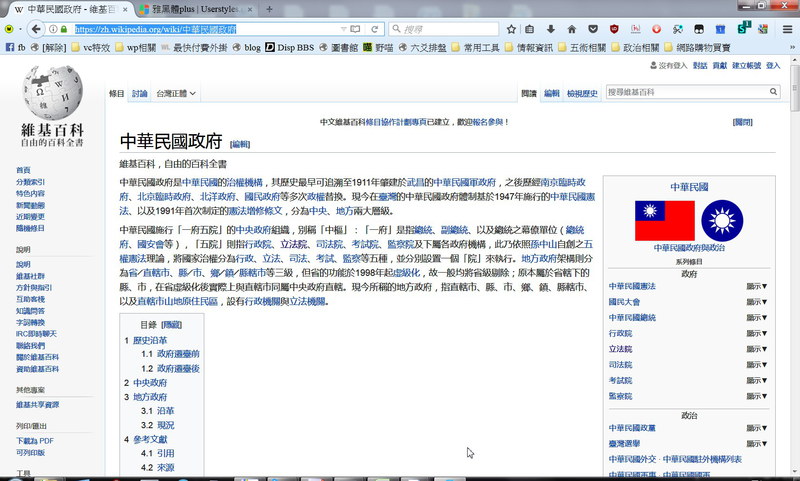 中華民國政府 - 維基百
雅黑體plus | Userstyles
https://zh.wikipedia.org/wiki/中華民國政府
搜尋
fb [解除] vc特效 wp相關 最快付費外掛 blog Disp BBS 圖書館 野喵 六爻排盤 常用工具 情報資訊 五術相關 政治相關 網路購物買賣
沒有登入 對話 貢獻 建立帳號 登入
條目 討論 台灣正體 閱讀 編輯 檢視歷史 搜尋維基百科
維基百科
自由的百科全書
首頁
分類索引
特色內容
新聞動態
近期變更
隨機條目
說明
說明
維基社群
方針與指引
互助客棧
知識問答
字詞轉換
IRC即時聊天
聯絡我們
關於維基百科
資助維基百科
其他專案
維基共享資源
列印/匯出
下載為 PDF
可列印版
工具
中文維基百科條目協作計劃專頁已建立,歡迎報名參與! [關閉]
中華民國政府 [編輯]
維基百科,自由的百科全書
中華民國政府是中華民國的治權機構,其歷史最早可追溯至1911年肇建於武昌的中華民國軍政府,之後歷經南京臨時政
府、北京臨時政府、北洋政府、國民政府等多次政權替換。現今在臺灣的中華民國政府體制基於1947年施行的中華民國憲
法、以及1991年首次制定的憲法增修條文,分為中央、地方兩大層級。
中華民國施行「一府五院」的中央政府組織,別稱「中樞」:「一府」是指總統、副總統、以及總統之幕僚單位(總統
府、國安會等),「五院」則指行政院、立法院、司法院、考試院、監察院及下屬各政府機構,此乃依照孫中山自創之五
權憲法理論,將國家治權分為行政、立法、司法、考試、監察等五種,並分別設置一個「院」來執行。地方政府架構則分
為省╱直轄市、縣╱市、鄉╱鎮╱縣轄市等三級,但省的功能於1998年起虛級化,故一般均將省級剔除;原本屬於省轄下的
縣、市,在省虛級化後實際上與直轄市同屬中央政府直轄。現今所稱的地方政府,指直轄市、縣、市、鄉、鎮、縣轄市、
以及直轄市山地原住民區,設有行政機關與立法機關。
目錄 [隱藏]
1 歷史沿革
1.1 政府遷臺前
1.2 政府遷臺後
2 中央政府
3 地方政府
3.1 沿革
3.2 現況
4 參考文獻
4.1 引用
4.2 來源
中華民國
中華民國政府與政治
系列條目
政府
中華民國憲法 顯示▼
國民大會 顯示▼
中華民國總統 顯示▼
行政院 顯示▼
立法院 顯示▼
司法院 顯示▼
考試院 顯示▼
監察院 顯示▼
政治
中華民國政黨 顯示▼
臺灣選舉 顯示▼
中華民國外交 · 中華民國駐外機構列表